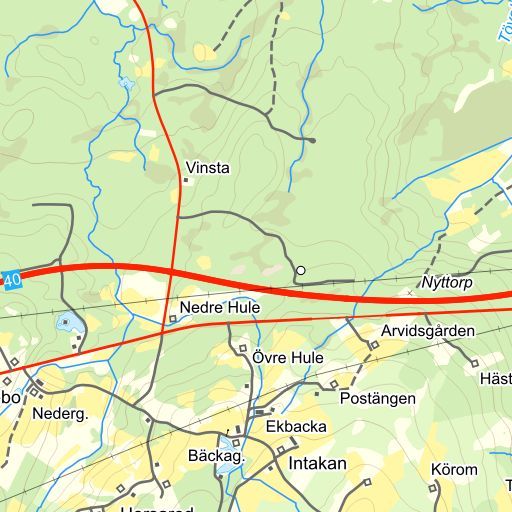 Vinsta
40
Nyttorp
Nedre Hule
Arvidsgården
Övre Hule
Häst
bo
Postängen
Nederg.
Ekbacka
Bäckag.
Intakan
Körom
T